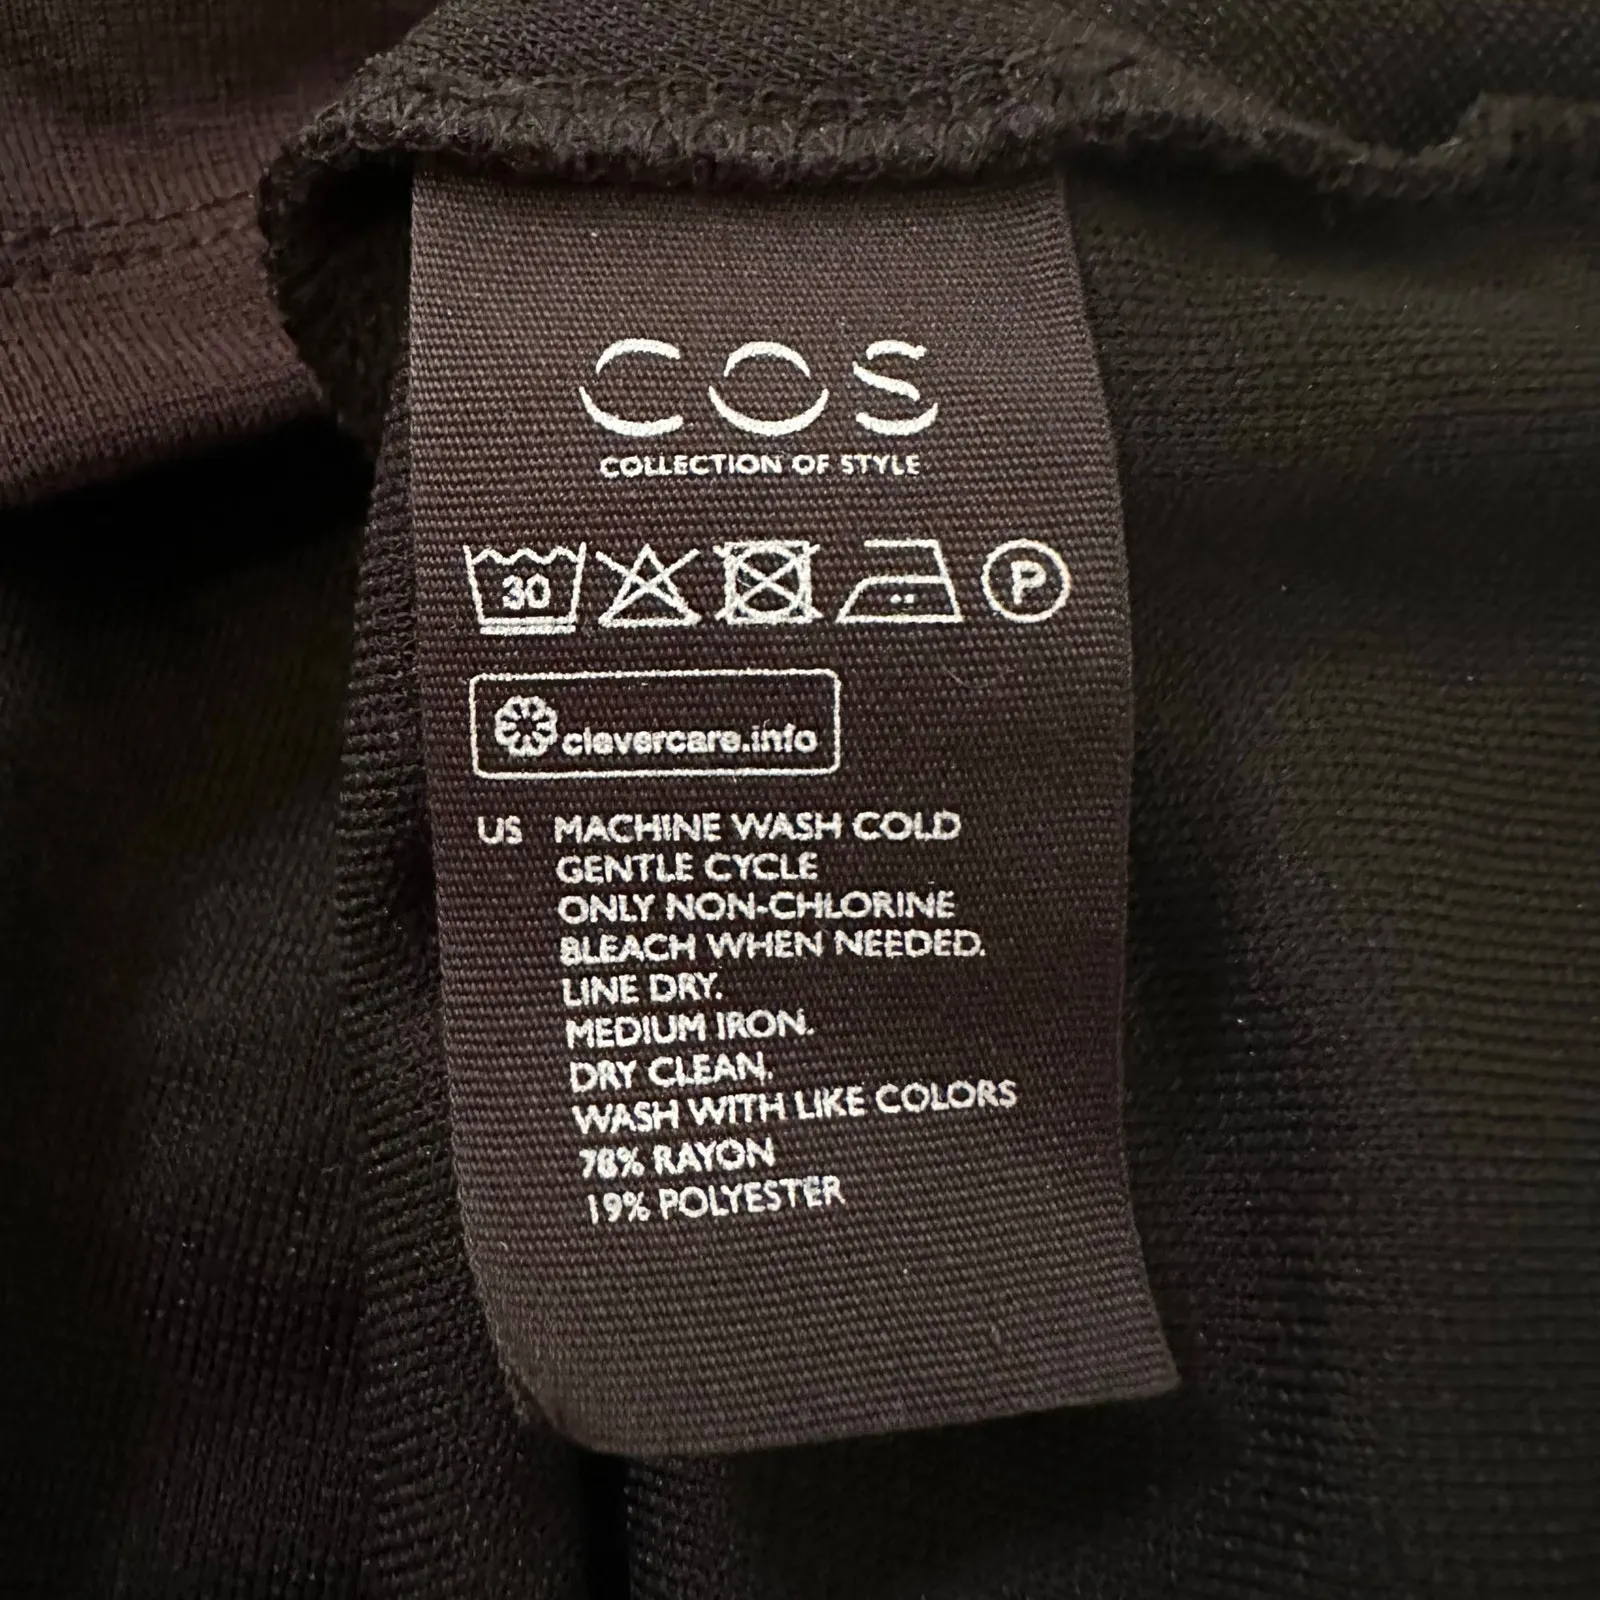 COS
COLLECTION OF STYLE
30 P
clevercare.info
US MACHINE WASH COLD
GENTLE CYCLE
ONLY NON-CHLORINE
BLEACH WHEN NEEDED.
LINE DRY.
MEDIUM IRON.
DRY CLEAN.
WASH WITH LIKE COLORS
78% RAYON
19% POLYESTER